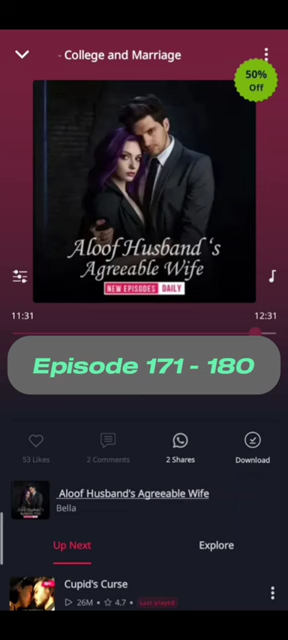 - College and Marriage
50%
Off
Aloof Husband 's
Agreeable Wife
NEW EPISODES DAILY
11:31
12:31
Episode 171 - 180
53 Likes
2 Comments
2 Shares
Download
Aloof Husband's Agreeable Wife
Bella
Up Next
Explore
Cupid's Curse
26M • 4.7 • Last played